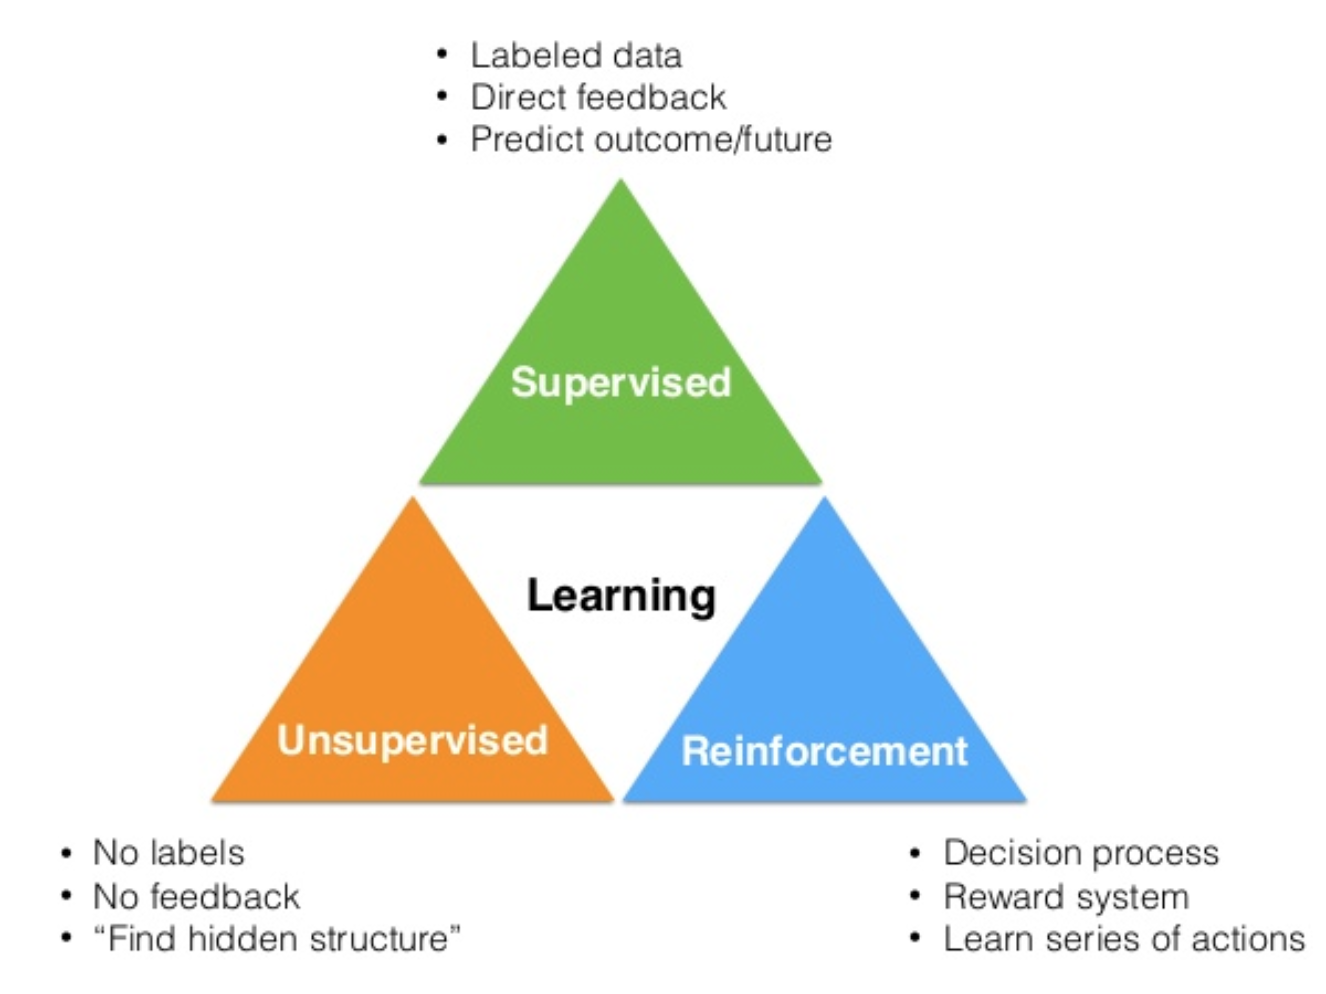 • Labeled data
• Direct feedback
• Predict outcome/future
Supervised
Learning
Unsupervised
Reinforcement
• No labels
• No feedback
• “Find hidden structure”
• Decision process
• Reward system
• Learn series of actions